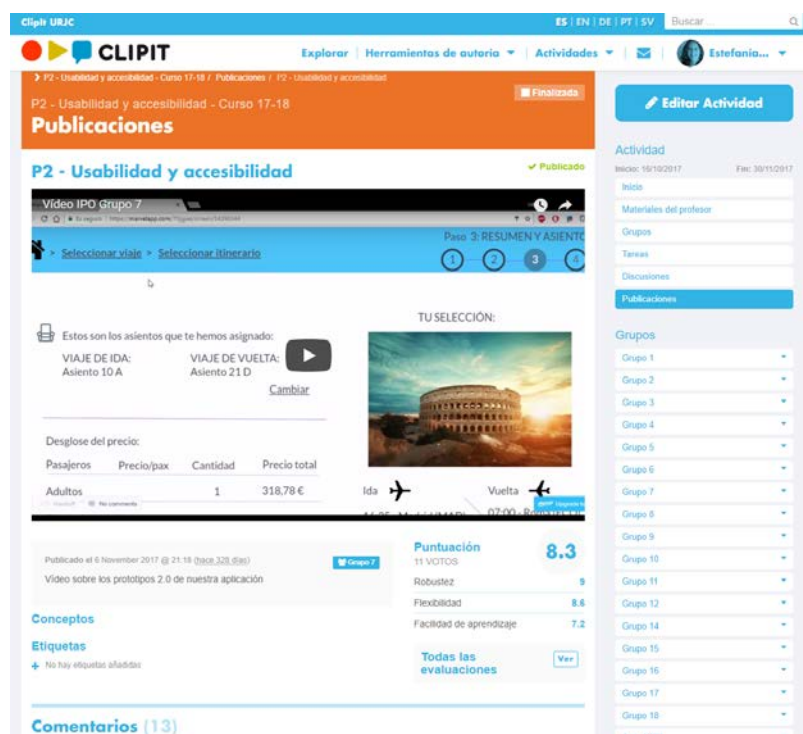 ClipIt URJC
ES | EN | DE | PT | SV
Buscar...
CLIPIT
Explorar
Herramientas de autoría
Actividades
Estefanía...
P2 - Usabilidad y accesibilidad - Curso 17-18 / Publicaciones / P2 - Usabilidad y accesibilidad
P2 - Usabilidad y accesibilidad - Curso 17-18
Finalizada
Publicaciones
P2 - Usabilidad y accesibilidad
Publicado
Vídeo IPO Grupo 7
Paso 3: RESUMEN Y ASIENTO
> Seleccionar viaje > Seleccionar itinerario
1 2 3 4
TU SELECCIÓN:
Estos son los asientos que te hemos asignado:
VIAJE DE IDA:
Asiento 10 A
VIAJE DE VUELTA:
Asiento 21 D
Cambiar
Desglose del precio:
Pasajeros Precio/pax Cantidad Precio total
Adultos 1 318,78 €
No comments
Ida
Vuelta
Publicado el 6 November 2017 @ 21:18 (hace 328 días)
Grupo 7
Vídeo sobre los prototipos 2.0 de nuestra aplicación
Conceptos
Etiquetas
No hay etiquetas añadidas
Puntuación
11 VOTOS
8.3
Robustez 9
Flexibilidad 8.6
Facilidad de aprendizaje 7.2
Todas las
evaluaciones
Ver
Comentarios (13)
Editar Actividad
Actividad
Inicio: 16/10/2017 Fin: 30/11/2017
Inicio
Materiales del profesor
Grupos
Tareas
Discusiones
Publicaciones
Grupos
Grupo 1
Grupo 2
Grupo 3
Grupo 4
Grupo 5
Grupo 6
Grupo 7
Grupo 8
Grupo 9
Grupo 10
Grupo 11
Grupo 12
Grupo 14
Grupo 15
Grupo 16
Grupo 17
Grupo 18